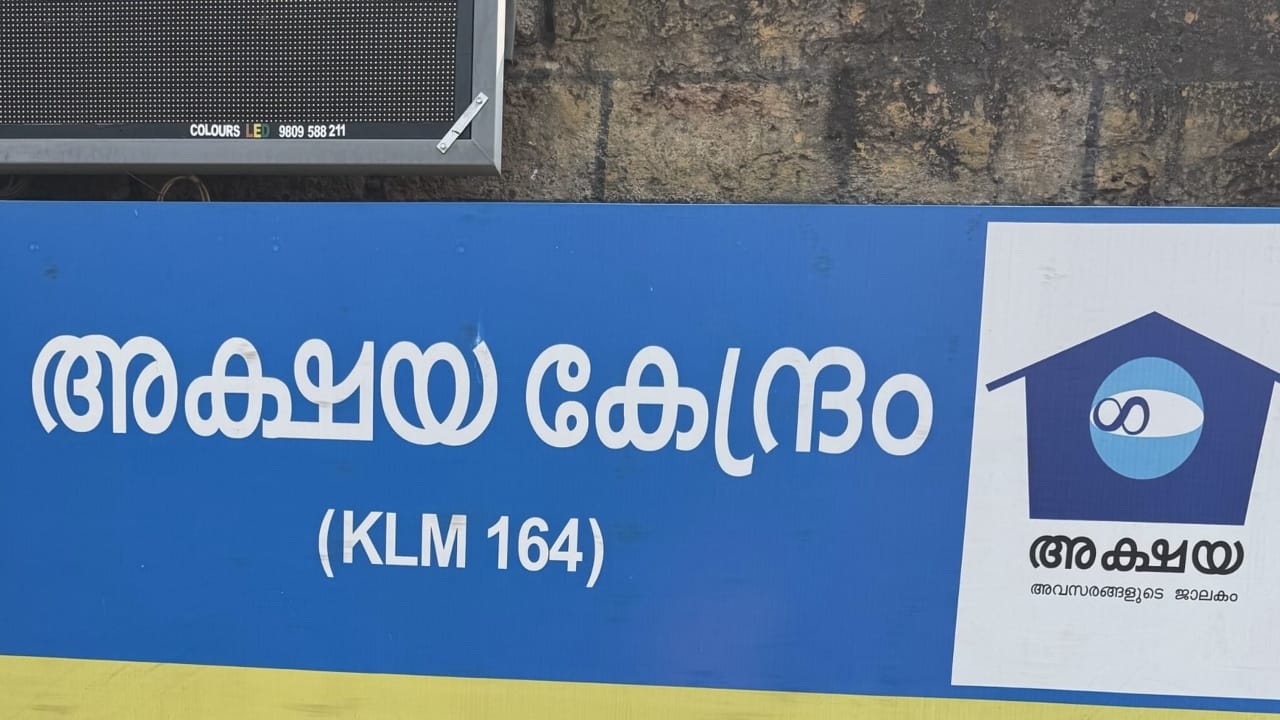 COLOURS LED 9809 588 211
അക്ഷയ കേന്ദ്രം
(KLM 164)
അക്ഷയ
അവസരങ്ങളുടെ ജാലകം